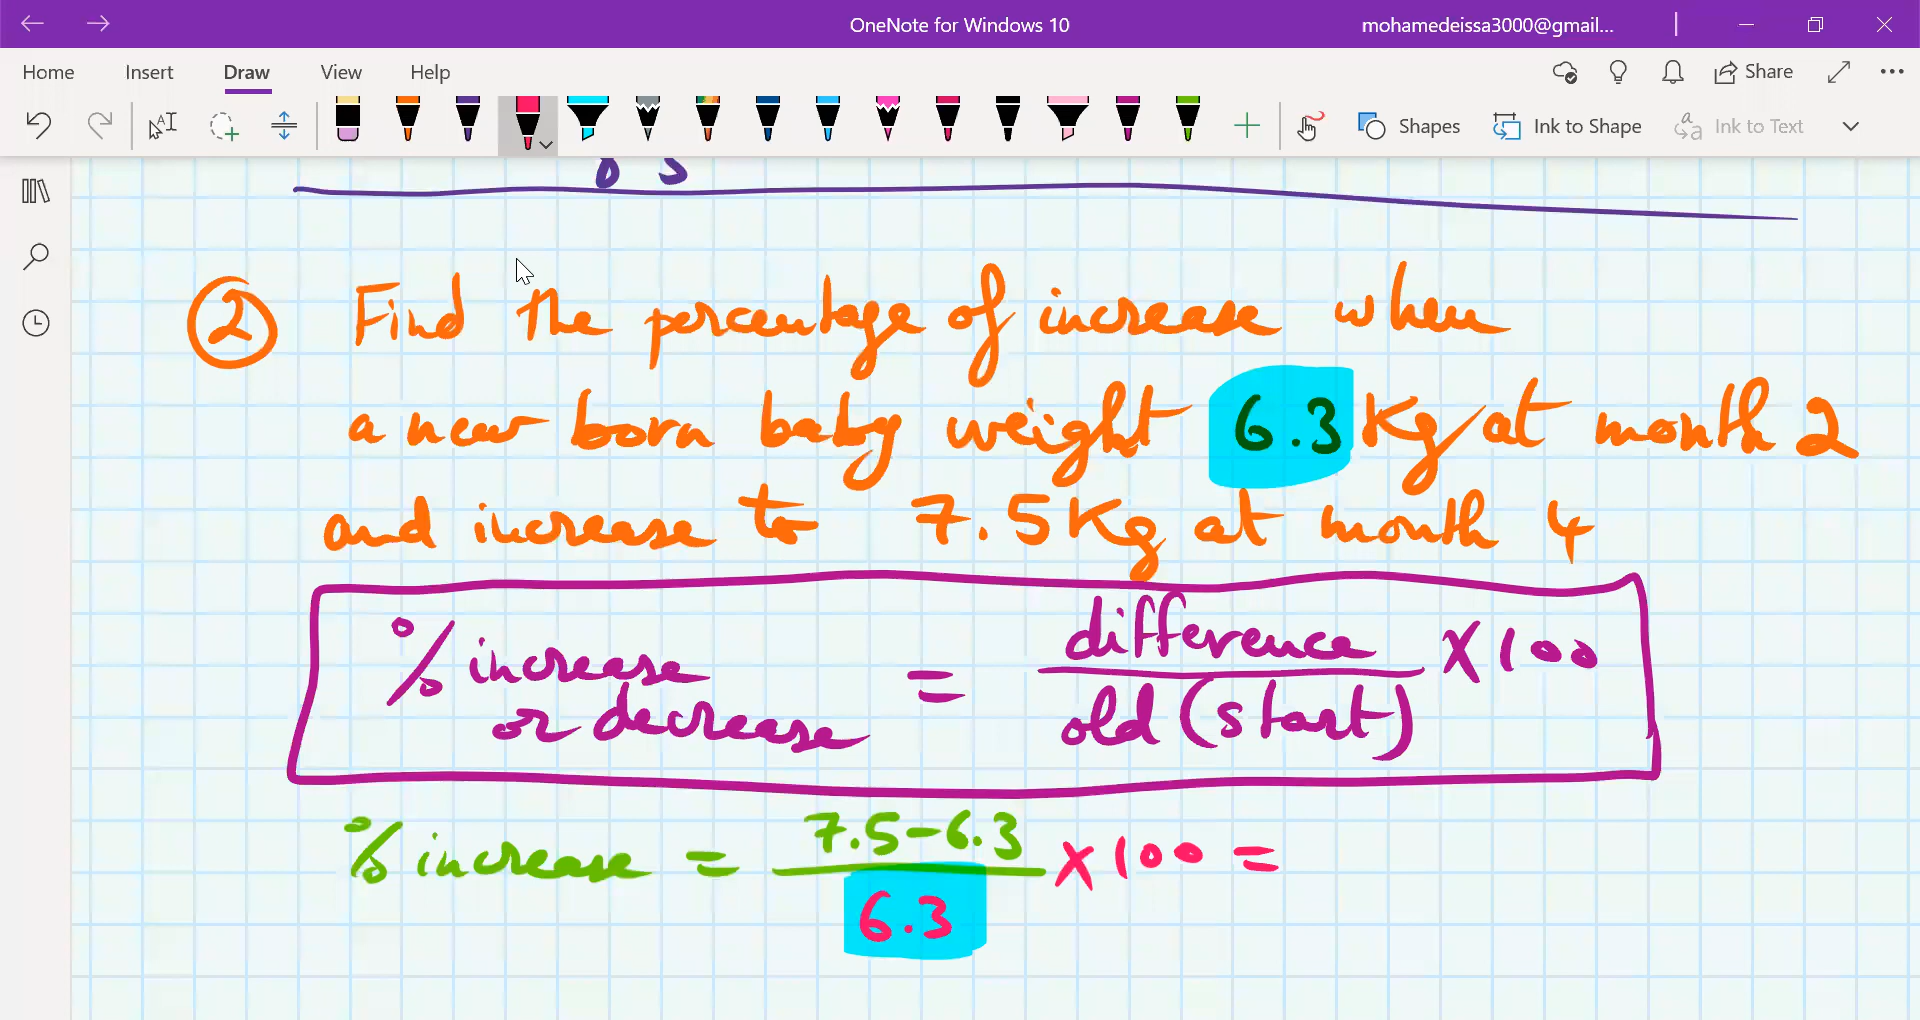 OneNote for Windows 10
mohamedeissa3000@gmail...
Home Insert Draw View Help
Share
Shapes Ink to Shape Ink to Text
② Find the percentage of increase when
a new born baby weight 6.3 Kg at month 2
and increase to 7.5 Kg at month 4
% increase or decrease = difference / old (start) × 100
% increase = 7.5 - 6.3 / 6.3 × 100 =